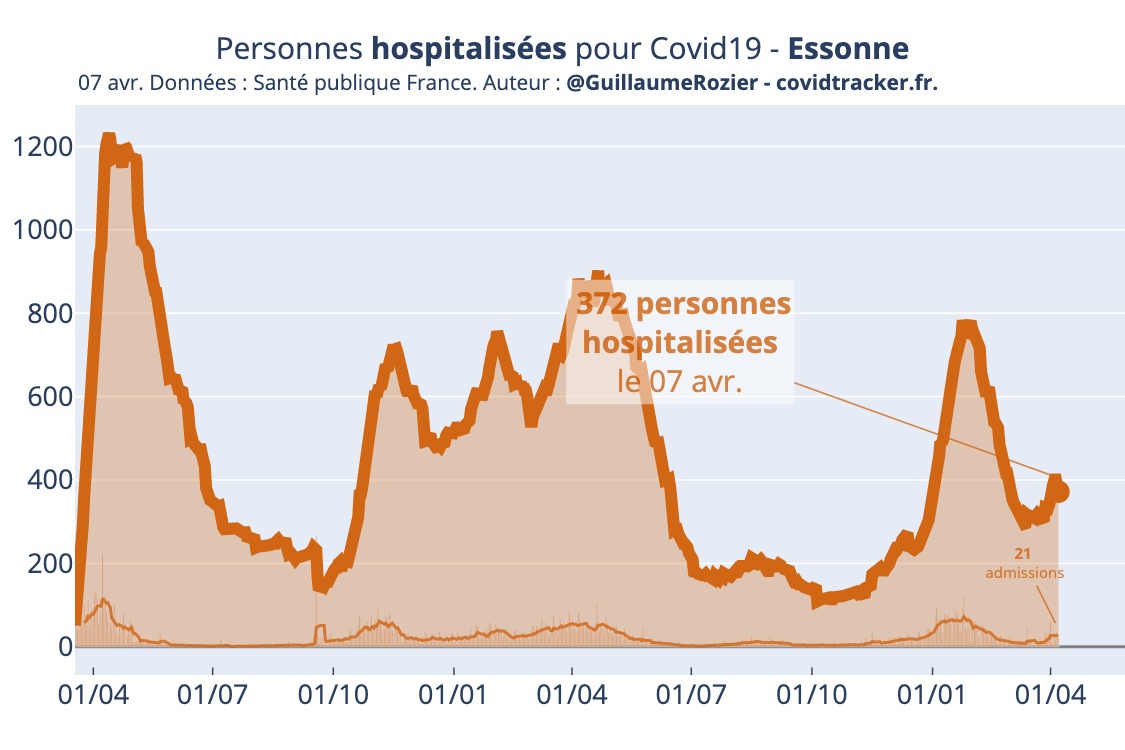 Personnes hospitalisées pour Covid19 - Essonne
07 avr. Données : Santé publique France. Auteur : @GuillaumeRozier - covidtracker.fr.
1200
1000
800
600
400
200
0
372 personnes
hospitalisées
le 07 avr.
21
admissions
01/04
01/07
01/10
01/01
01/04
01/07
01/10
01/01
01/04